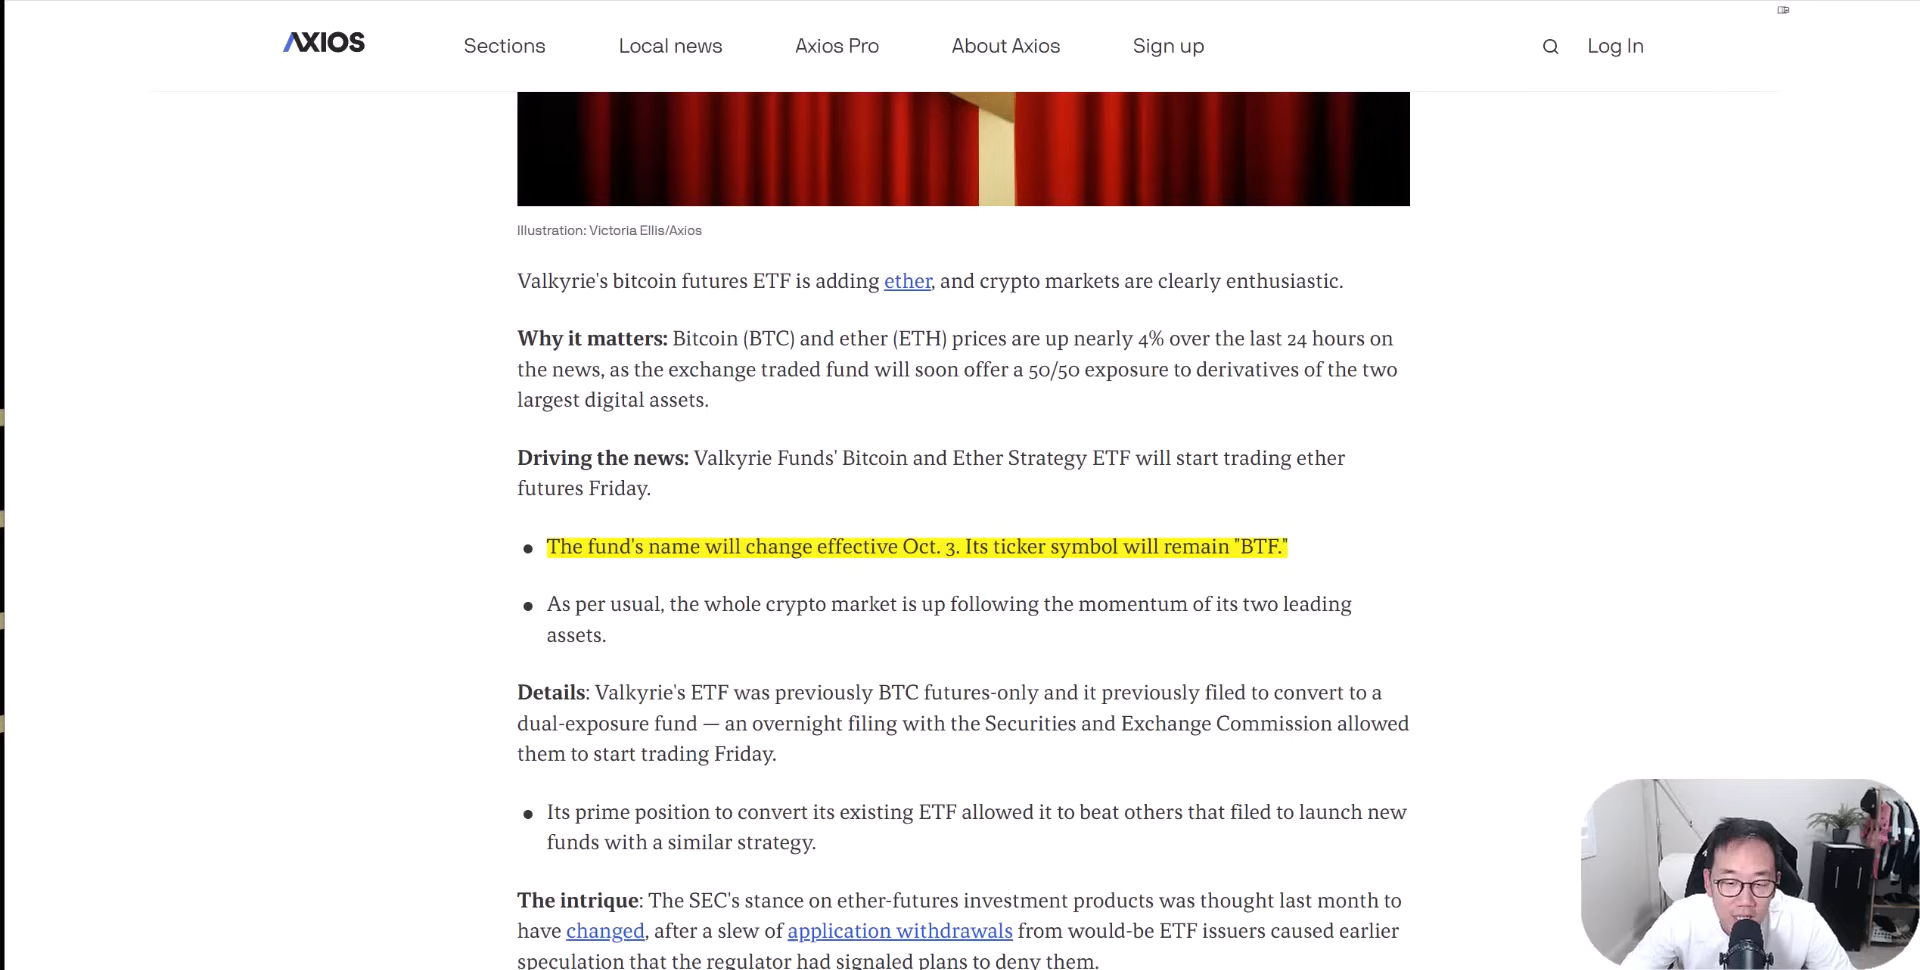 AXIOS Sections Local news Axios Pro About Axios Sign up Log In
Illustration: Victoria Ellis/Axios
Valkyrie's bitcoin futures ETF is adding ether, and crypto markets are clearly enthusiastic.
Why it matters: Bitcoin (BTC) and ether (ETH) prices are up nearly 4% over the last 24 hours on
the news, as the exchange traded fund will soon offer a 50/50 exposure to derivatives of the two
largest digital assets.
Driving the news: Valkyrie Funds' Bitcoin and Ether Strategy ETF will start trading ether
futures Friday.
• The fund's name will change effective Oct. 3. Its ticker symbol will remain "BTF."
• As per usual, the whole crypto market is up following the momentum of its two leading
assets.
Details: Valkyrie's ETF was previously BTC futures-only and it previously filed to convert to a
dual-exposure fund — an overnight filing with the Securities and Exchange Commission allowed
them to start trading Friday.
• Its prime position to convert its existing ETF allowed it to beat others that filed to launch new
funds with a similar strategy.
The intrique: The SEC's stance on ether-futures investment products was thought last month to
have changed, after a slew of application withdrawals from would-be ETF issuers caused earlier
speculation that the regulator had signaled plans to deny them.